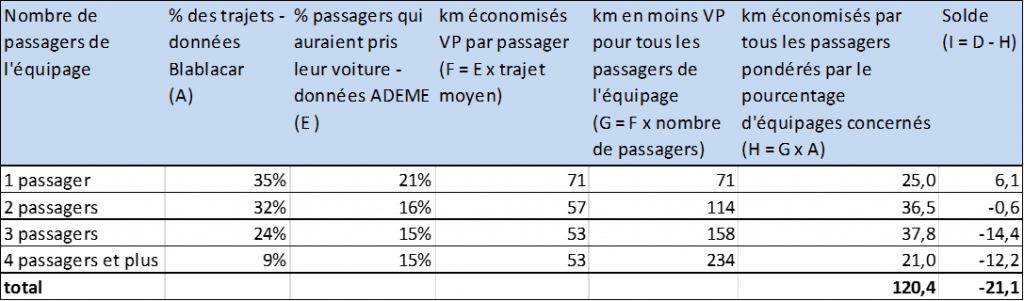 Nombre de passagers de l'équipage
% des trajets - données Blablacar (A)
% passagers qui auraient pris leur voiture - données ADEME (E )
km économisés VP par passager (F = E x trajet moyen)
km en moins VP pour tous les passagers de l'équipage (G = F x nombre de passagers)
km économisés par tous les passagers pondérés par le pourcentage d'équipages concernés (H = G x A)
Solde (I = D - H)
1 passager 35% 21% 71 71 25,0 6,1
2 passagers 32% 16% 57 114 36,5 -0,6
3 passagers 24% 15% 53 158 37,8 -14,4
4 passagers et plus 9% 15% 53 234 21,0 -12,2
total 120,4 -21,1